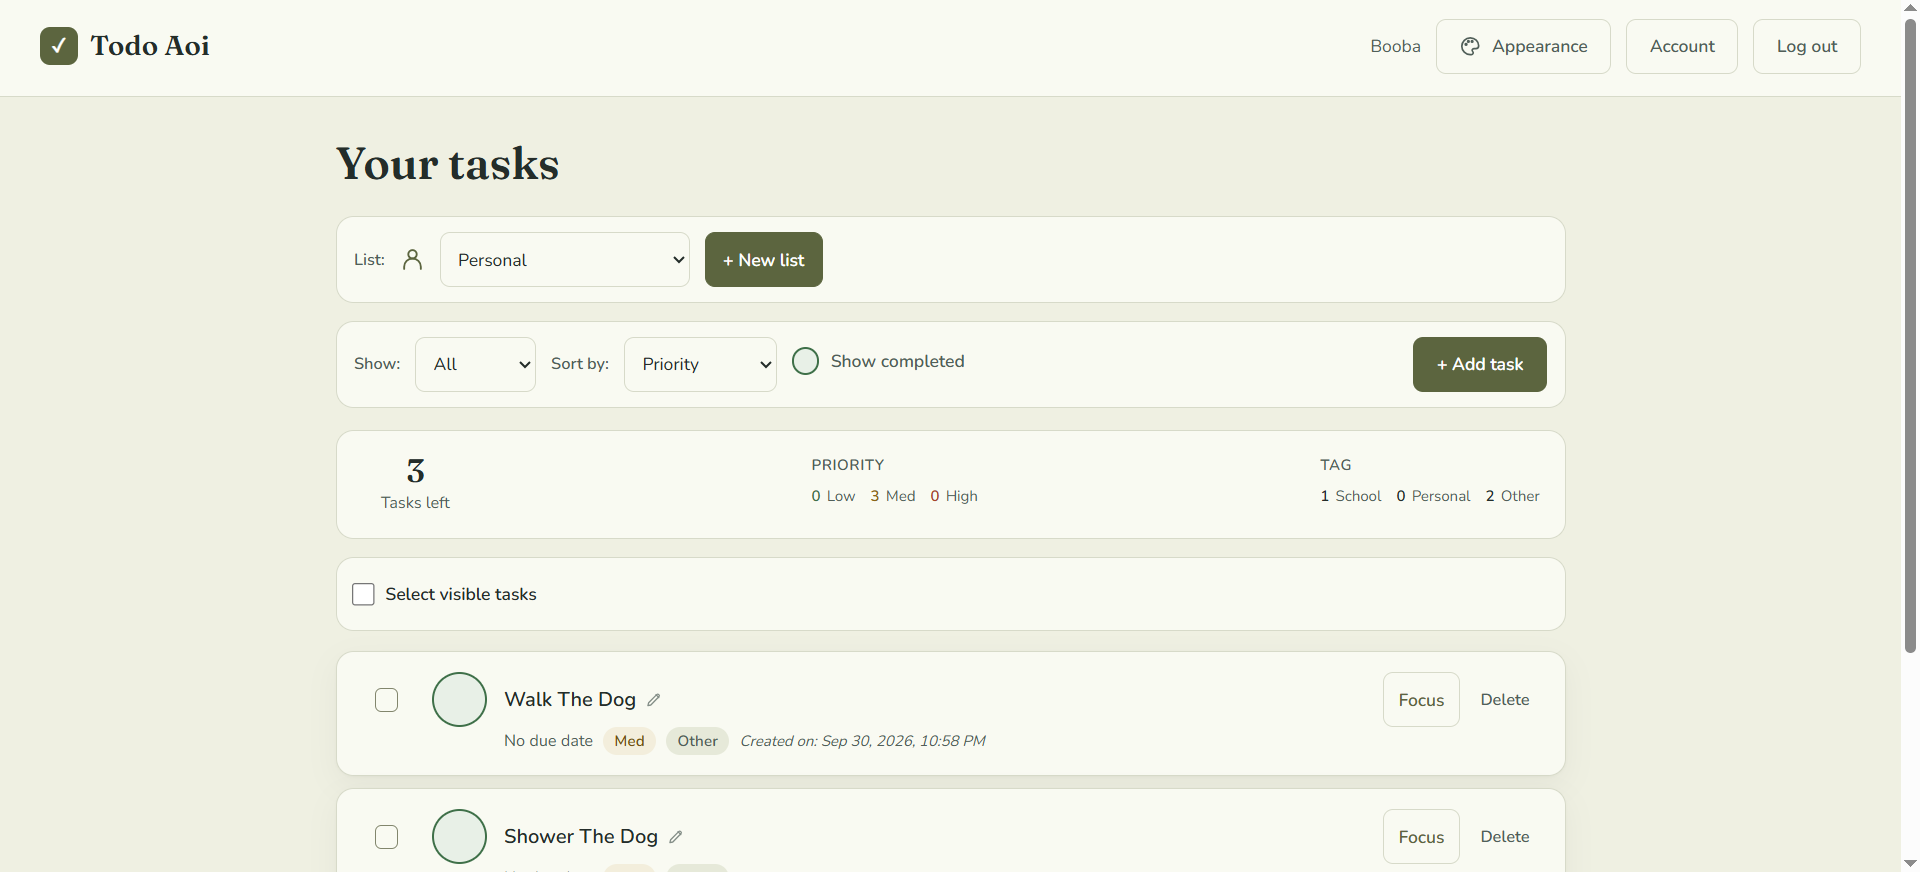 Todo Aoi
Booba
Appearance
Account
Log out
Your tasks
List:
Personal
+ New list
Show:
All
Sort by:
Priority
Show completed
+ Add task
3
Tasks left
PRIORITY
0 Low 3 Med 0 High
TAG
1 School 0 Personal 2 Other
Select visible tasks
Walk The Dog
Focus
Delete
No due date
Med
Other
Created on: Sep 30, 2026, 10:58 PM
Shower The Dog
Focus
Delete